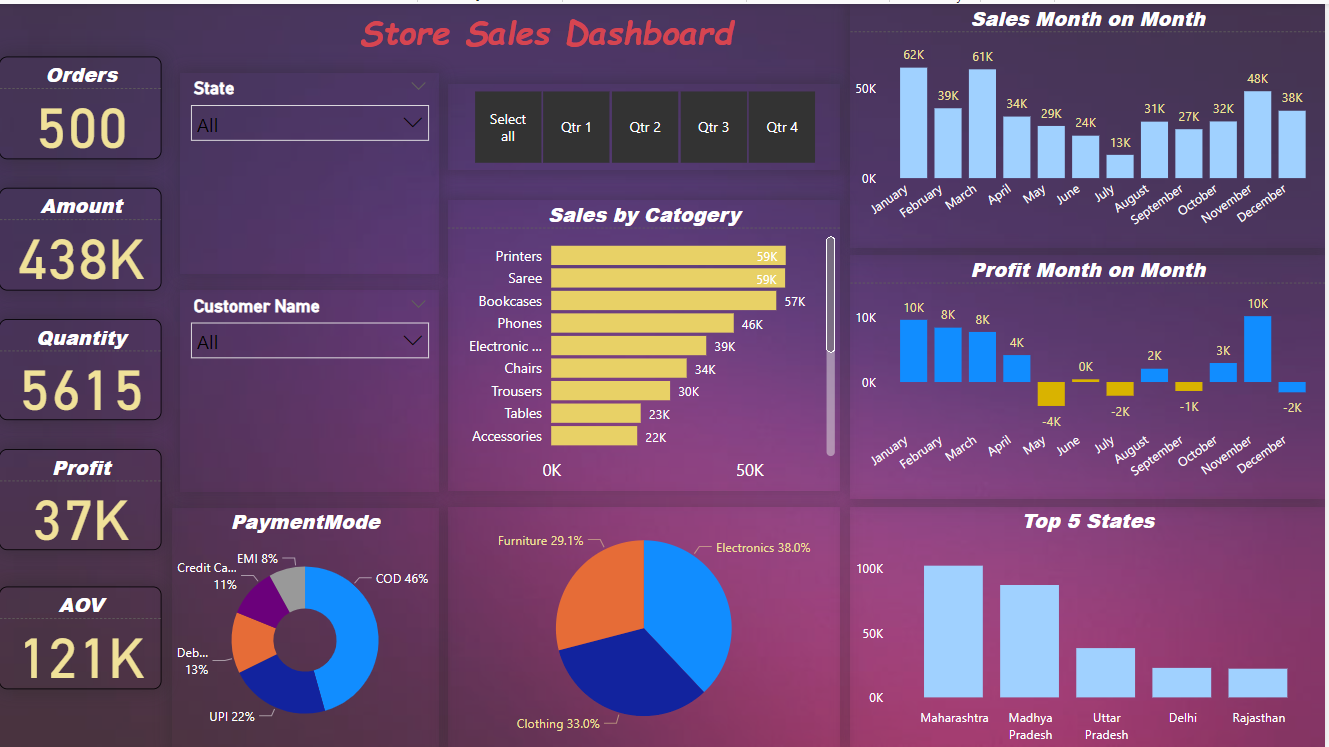 Store Sales Dashboard
Orders
500
Amount
438K
Quantity
5615
Profit
37K
AOV
121K
State
All
Customer Name
All
Select
all
Qtr 1
Qtr 2
Qtr 3
Qtr 4
Sales by Catogery
Printers 59K
Saree 59K
Bookcases 57K
Phones 46K
Electronic ... 39K
Chairs 34K
Trousers 30K
Tables 23K
Accessories 22K
0K 50K
PaymentMode
EMI 8%
Credit Ca...
11%
COD 46%
Deb...
13%
UPI 22%
Furniture 29.1%
Electronics 38.0%
Clothing 33.0%
Sales Month on Month
50K
0K
62K 39K 61K 34K 29K 24K 13K 31K 27K 32K 48K 38K
January February March April May June July August September October November December
Profit Month on Month
10K
0K
10K 8K 8K 4K -4K 0K -2K 2K -1K 3K 10K -2K
January February March April May June July August September October November December
Top 5 States
100K
50K
0K
Maharashtra
Madhya
Pradesh
Uttar
Pradesh
Delhi
Rajasthan